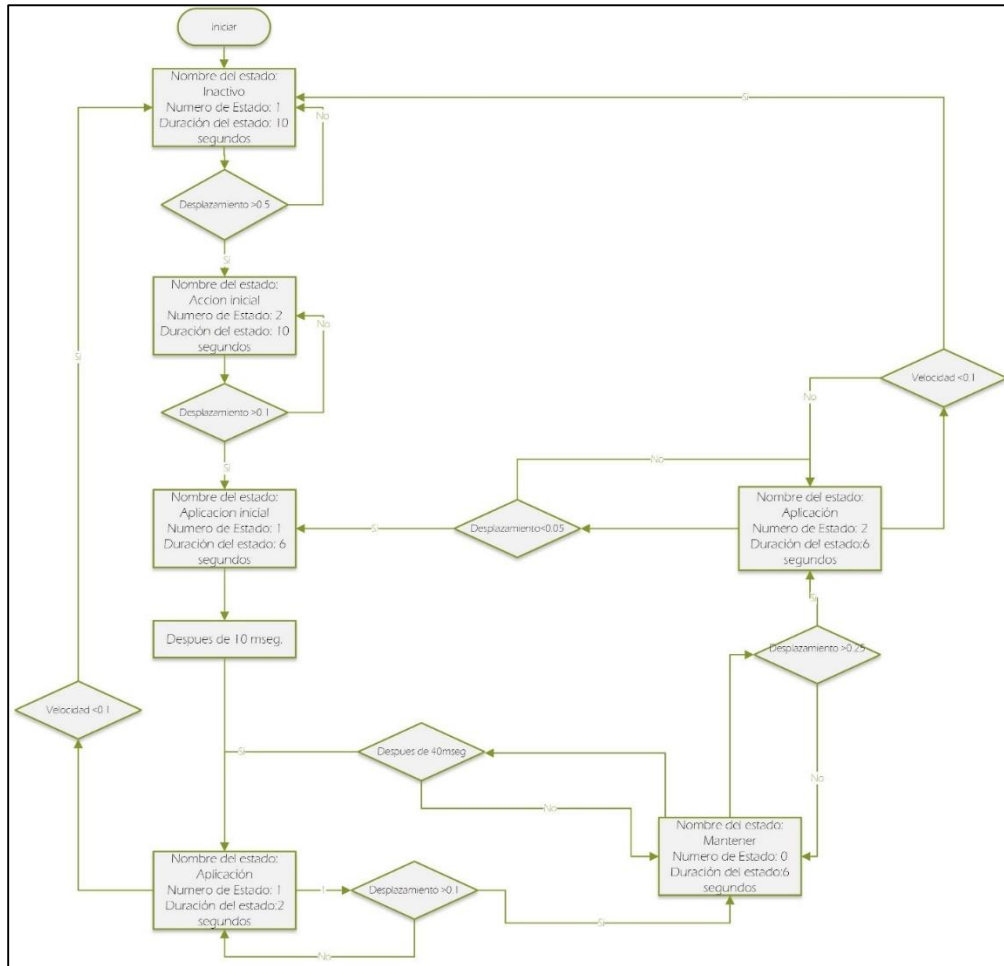 iniciar
Nombre del estado:
Inactivo
Numero de Estado: 1
Duración del estado: 10
segundos
Si
No
Desplazamiento >0.5
Si
Nombre del estado:
Accion inicial
Numero de Estado: 2
Duración del estado: 10
segundos
No
Si
Velocidad <0.1
Desplazamiento >0.1
No
Si
No
Nombre del estado:
Aplicacion inicial
Numero de Estado: 1
Duración del estado: 6
segundos
Si
Desplazamiento<0.05
Nombre del estado:
Aplicación
Numero de Estado: 2
Duración del estado:6
segundos
Si
Despues de 10 mseg.
Desplazamiento >0.25
Velocidad <0.1
Si
Despues de 40mseg
No
No
Nombre del estado:
Mantener
Numero de Estado: 0
Duración del estado:6
segundos
Nombre del estado:
Aplicación
Numero de Estado: 1
Duración del estado:2
segundos
Desplazamiento >0.1
Si
No